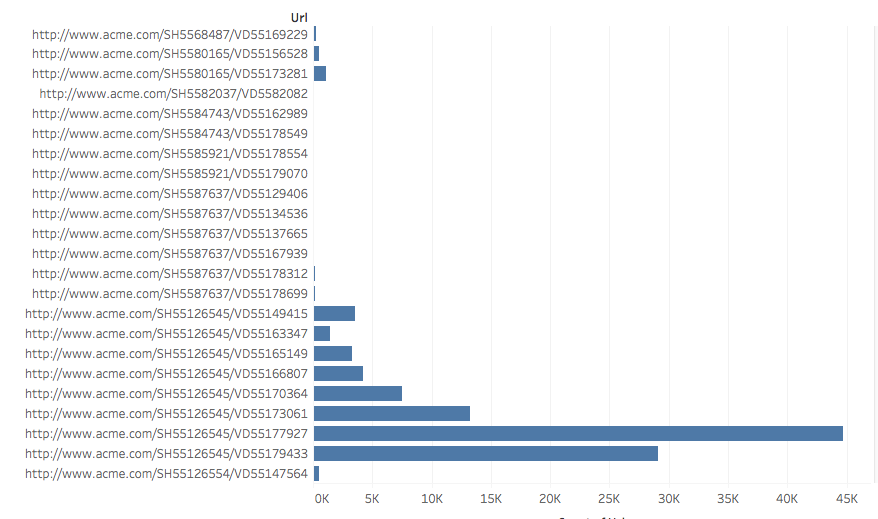 Url
http://www.acme.com/SH5568487/VD55169229
http://www.acme.com/SH5580165/VD55156528
http://www.acme.com/SH5580165/VD55173281
http://www.acme.com/SH5582037/VD5582082
http://www.acme.com/SH5584743/VD55162989
http://www.acme.com/SH5584743/VD55178549
http://www.acme.com/SH5585921/VD55178554
http://www.acme.com/SH5585921/VD55179070
http://www.acme.com/SH5587637/VD55129406
http://www.acme.com/SH5587637/VD55134536
http://www.acme.com/SH5587637/VD55137665
http://www.acme.com/SH5587637/VD55167939
http://www.acme.com/SH5587637/VD55178312
http://www.acme.com/SH5587637/VD55178699
http://www.acme.com/SH55126545/VD55149415
http://www.acme.com/SH55126545/VD55163347
http://www.acme.com/SH55126545/VD55165149
http://www.acme.com/SH55126545/VD55166807
http://www.acme.com/SH55126545/VD55170364
http://www.acme.com/SH55126545/VD55173061
http://www.acme.com/SH55126545/VD55177927
http://www.acme.com/SH55126545/VD55179433
http://www.acme.com/SH55126554/VD55147564
0K 5K 10K 15K 20K 25K 30K 35K 40K 45K